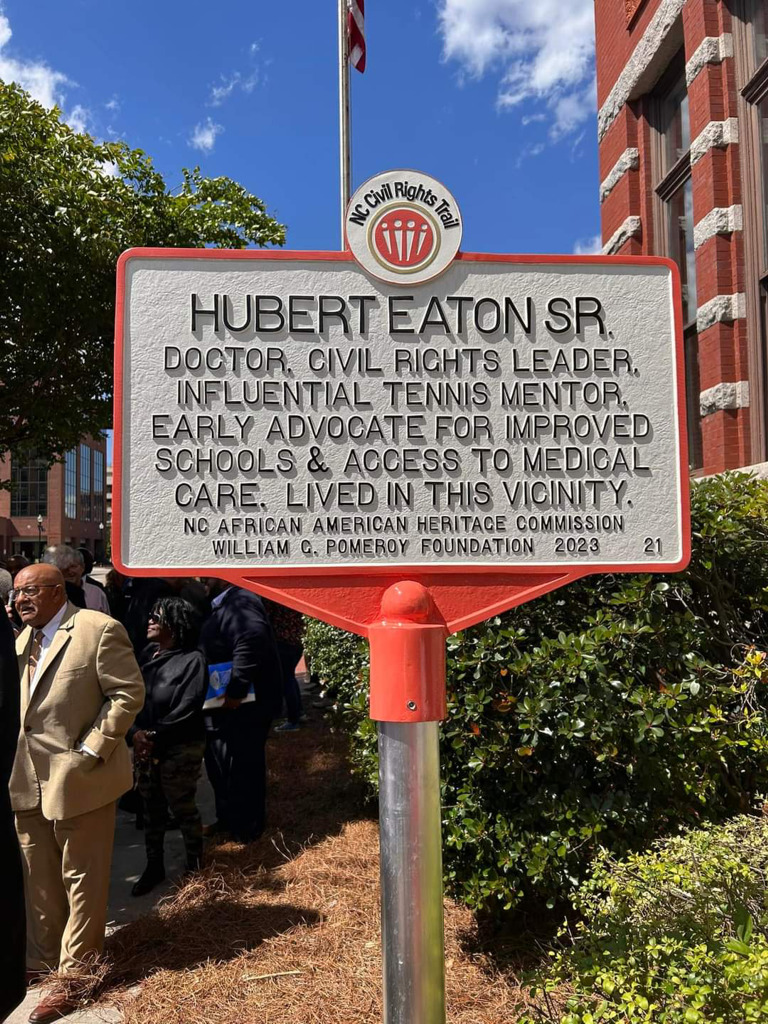 NC Civil Rights Trail
HUBERT EATON SR.
DOCTOR. CIVIL RIGHTS LEADER,
INFLUENTIAL TENNIS MENTOR.
EARLY ADVOCATE FOR IMPROVED
SCHOOLS & ACCESS TO MEDICAL
CARE. LIVED IN THIS VICINITY.
NC AFRICAN AMERICAN HERITAGE COMMISSION
WILLIAM G. POMEROY FOUNDATION 2023 21